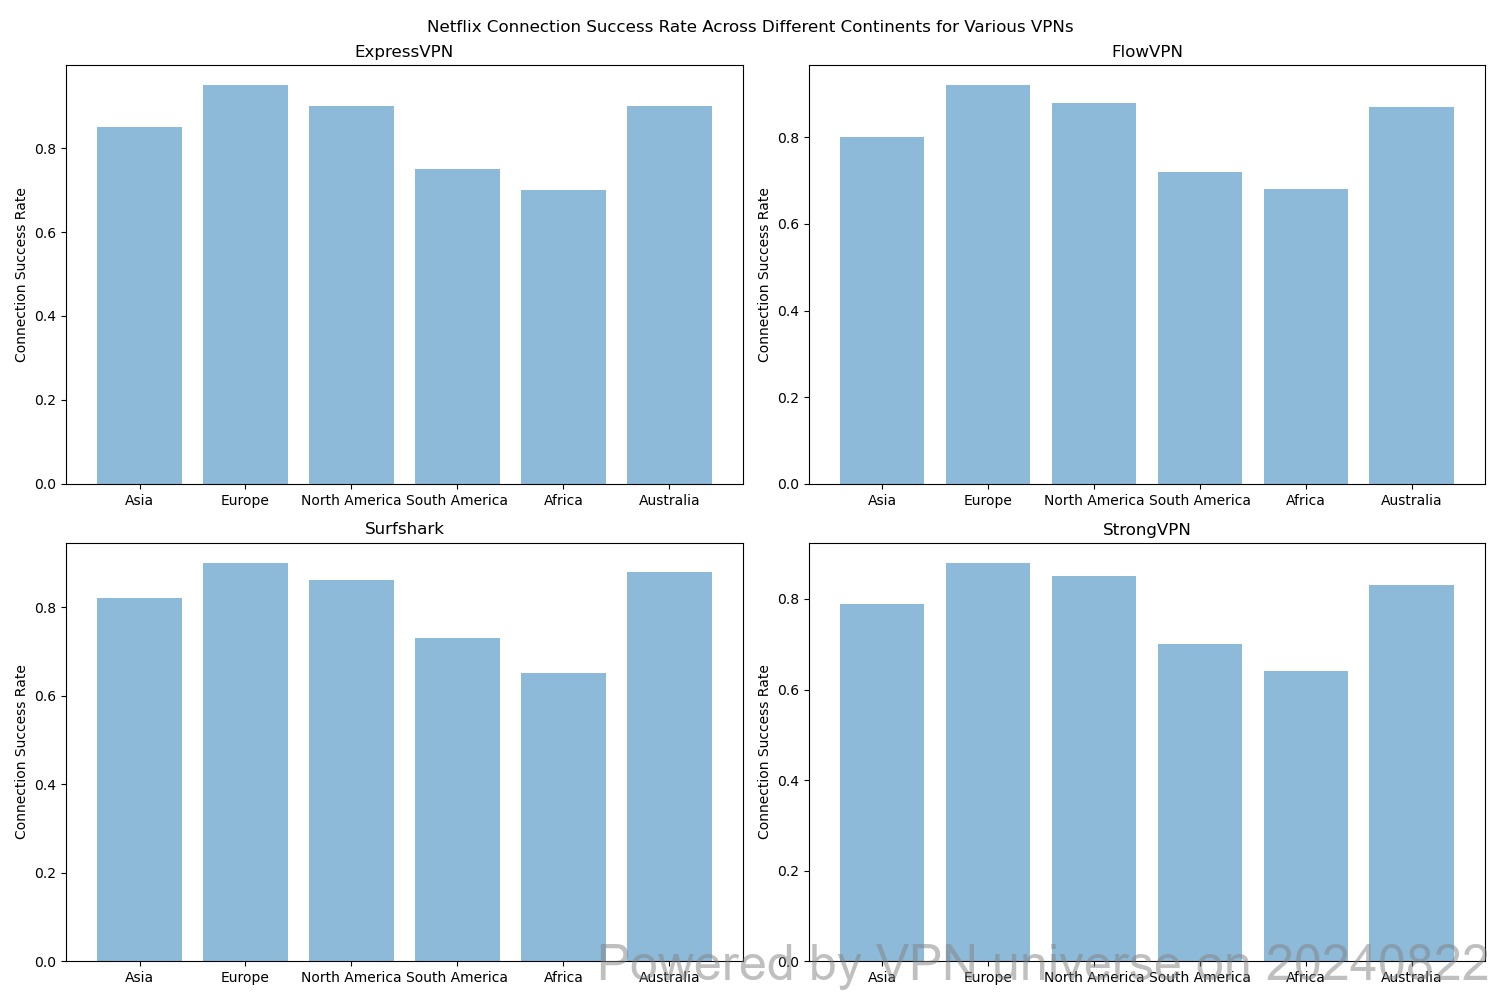 Netflix Connection Success Rate Across Different Continents for Various VPNs
ExpressVPN
Connection Success Rate
0.8
0.6
0.4
0.2
0.0
Asia Europe North America South America Africa Australia
FlowVPN
Connection Success Rate
0.8
0.6
0.4
0.2
0.0
Asia Europe North America South America Africa Australia
Surfshark
Connection Success Rate
0.8
0.6
0.4
0.2
0.0
Asia Europe North America South America Africa Australia
StrongVPN
Connection Success Rate
0.8
0.6
0.4
0.2
0.0
Asia Europe North America South America Africa Australia
Powered by VPN universe on 20240822